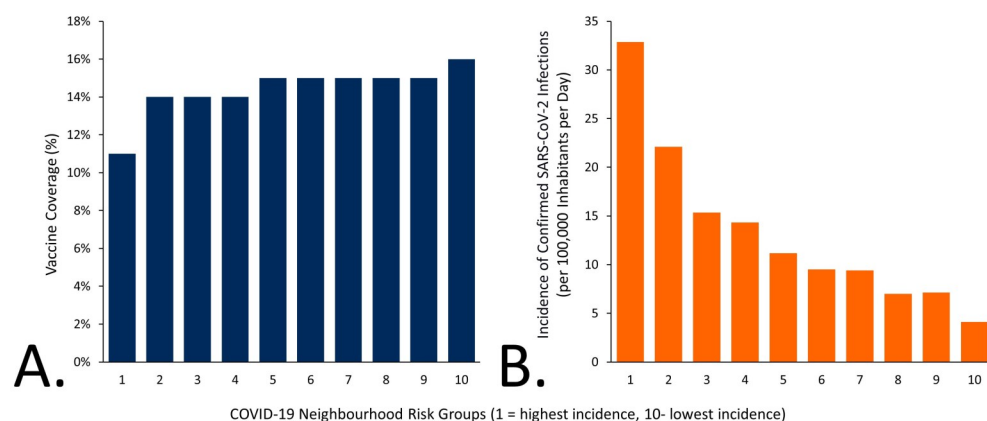 A.
Vaccine Coverage (%)
18%
16%
14%
12%
10%
8%
6%
4%
2%
0%
1 2 3 4 5 6 7 8 9 10
B.
Incidence of Confirmed SARS-CoV-2 Infections
(per 100,000 Inhabitants per Day)
35
30
25
20
15
10
5
0
1 2 3 4 5 6 7 8 9 10
COVID-19 Neighbourhood Risk Groups (1 = highest incidence, 10- lowest incidence)